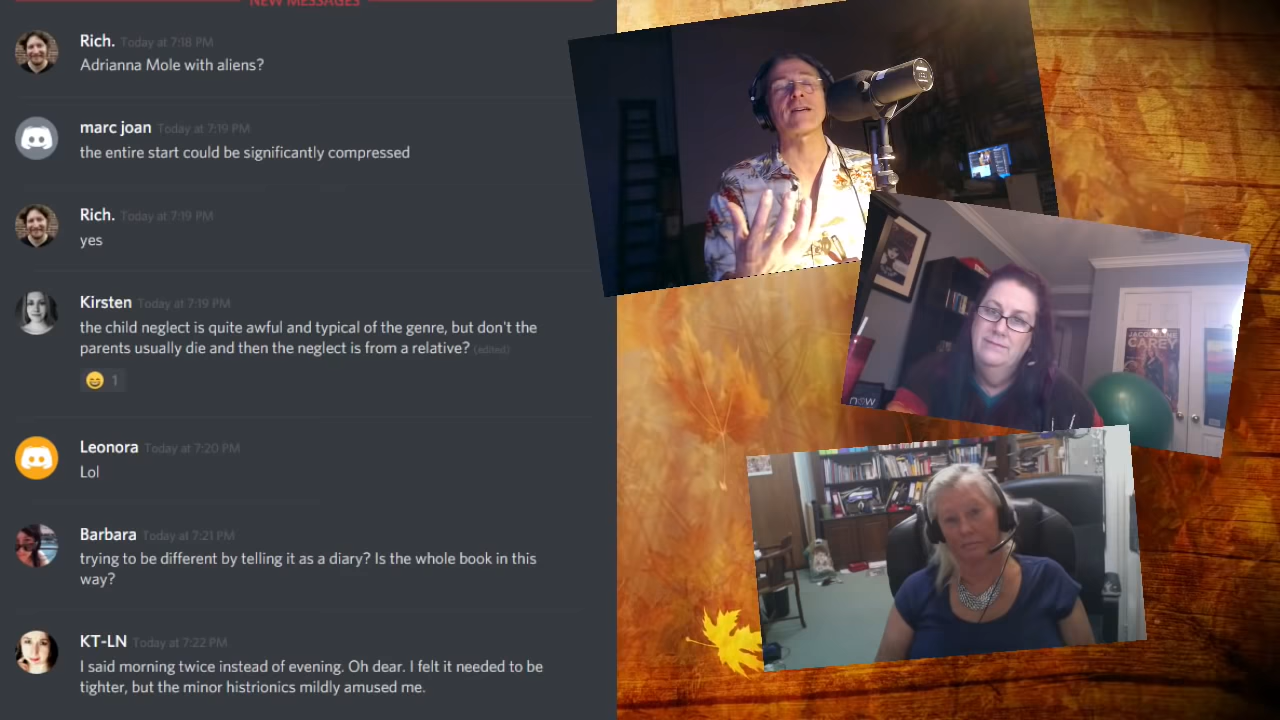 NEW MESSAGES
Rich. Today at 7:18 PM
Adrianna Mole with aliens?
marc joan Today at 7:19 PM
the entire start could be significantly compressed
Rich. Today at 7:19 PM
yes
Kirsten Today at 7:19 PM
the child neglect is quite awful and typical of the genre, but don't the
parents usually die and then the neglect is from a relative? (edited)
1
Leonora Today at 7:20 PM
Lol
Barbara Today at 7:21 PM
trying to be different by telling it as a diary? Is the whole book in this
way?
KT-LN Today at 7:22 PM
I said morning twice instead of evening. Oh dear. I felt it needed to be
tighter, but the minor histrionics mildly amused me.
JACQUELINE
CAREY
now